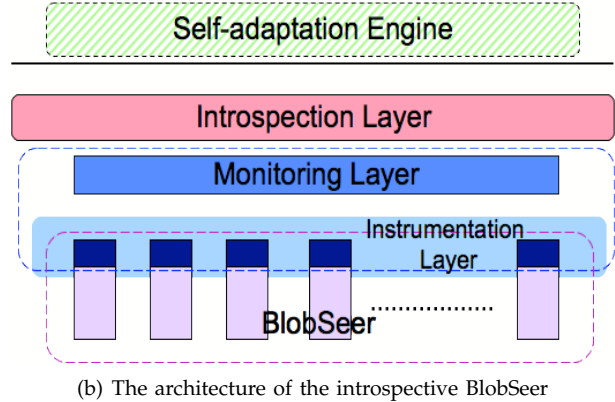 Self-adaptation Engine
Introspection Layer
Monitoring Layer
Instrumentation
Layer
BlobSeer
(b) The architecture of the introspective BlobSeer